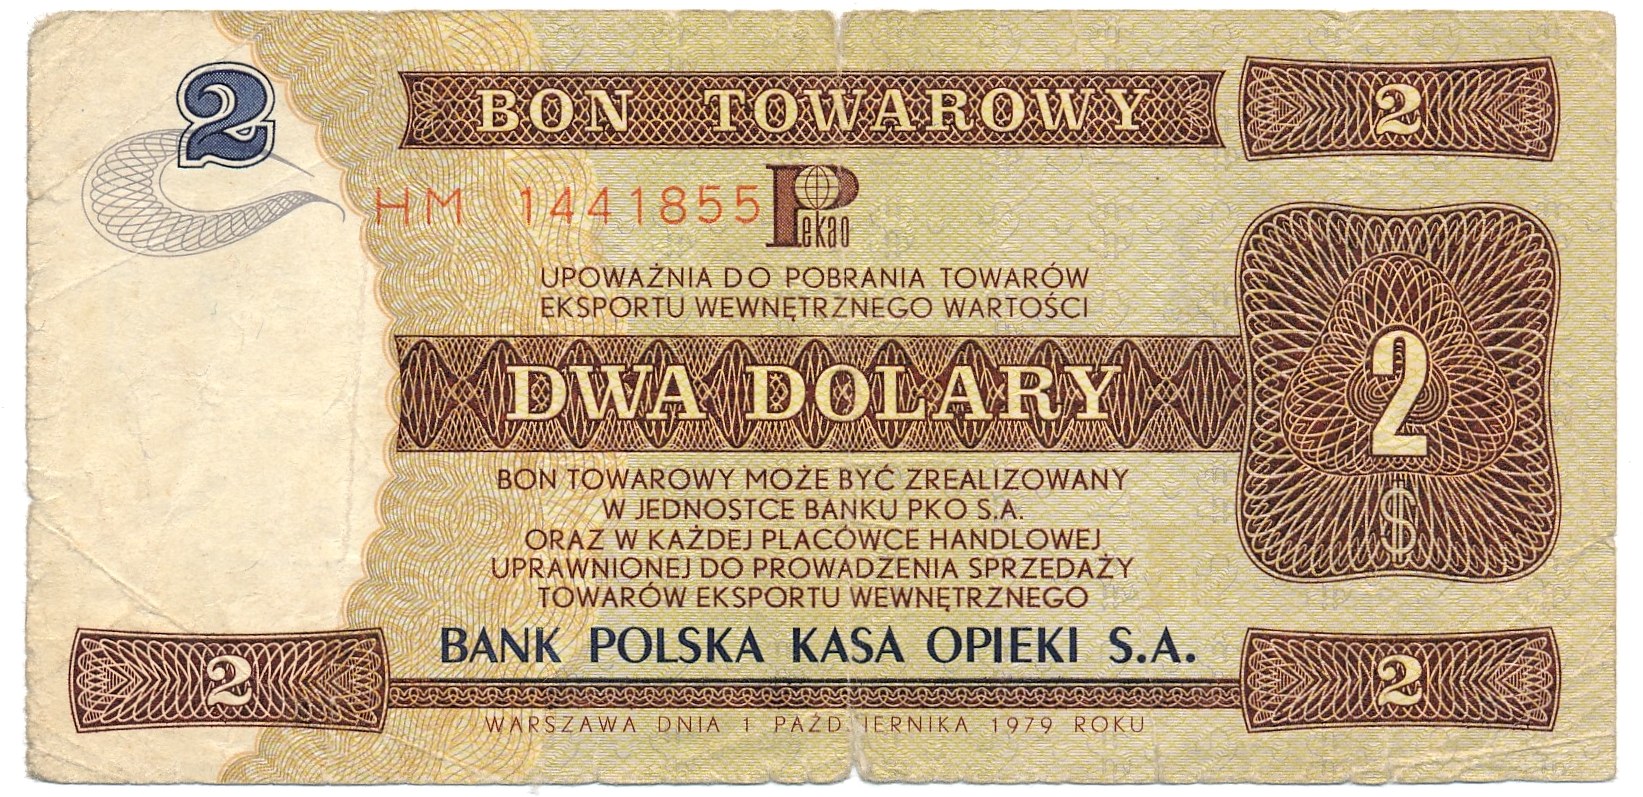 2
BON TOWAROWY
2
HM 1441855
Pekao
UPOWAŻNIA DO POBRANIA TOWARÓW
EKSPORTU WEWNĘTRZNEGO WARTOŚCI
DWA DOLARY
2
$
BON TOWAROWY MOŻE BYĆ ZREALIZOWANY
W JEDNOSTCE BANKU PKO S.A.
ORAZ W KAŻDEJ PLACÓWCE HANDLOWEJ
UPRAWNIONEJ DO PROWADZENIA SPRZEDAŻY
TOWARÓW EKSPORTU WEWNĘTRZNEGO
BANK POLSKA KASA OPIEKI S.A.
2
2
WARSZAWA DNIA 1 PAŹDZIERNIKA 1979 ROKU